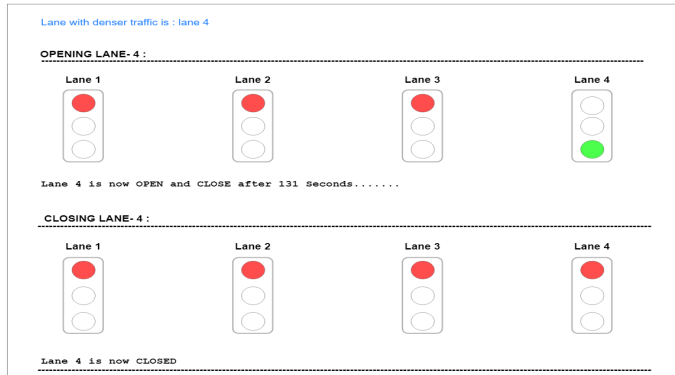 Lane with denser traffic is : lane 4
OPENING LANE- 4 :
Lane 1 Lane 2 Lane 3 Lane 4
Lane 4 is now OPEN and CLOSE after 131 Seconds.......
CLOSING LANE- 4 :
Lane 1 Lane 2 Lane 3 Lane 4
Lane 4 is now CLOSED